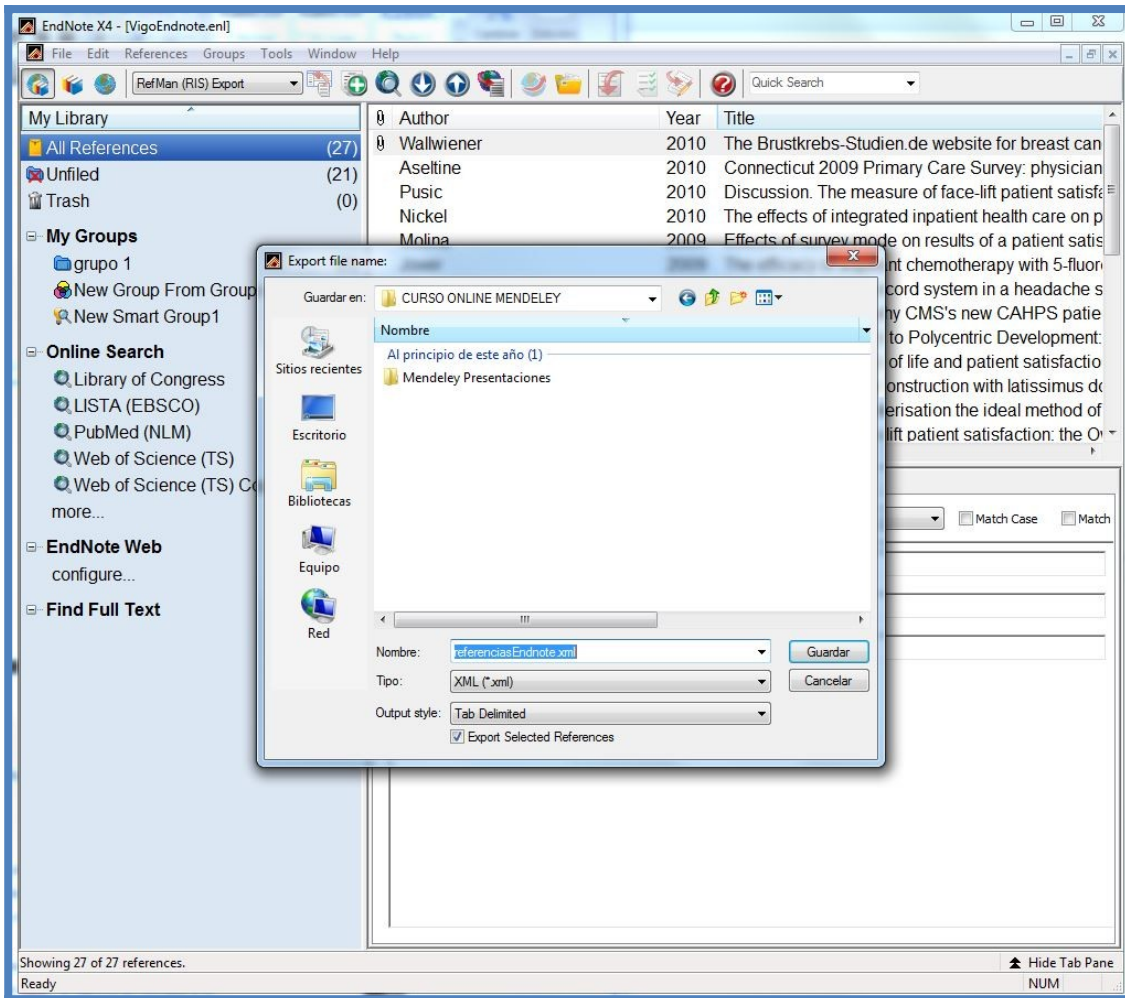 EndNote X4 - [VigoEndnote.enl]
File Edit References Groups Tools Window Help
RefMan (RIS) Export
Quick Search
My Library
All References (27)
Unfiled (21)
Trash (0)
My Groups
grupo 1
New Group From Group
New Smart Group1
Online Search
Library of Congress
LISTA (EBSCO)
PubMed (NLM)
Web of Science (TS)
Web of Science (TS) Co
more...
EndNote Web
configure...
Find Full Text
Author Year Title
Wallwiener 2010 The Brustkrebs-Studien.de website for breast can
Aseltine 2010 Connecticut 2009 Primary Care Survey: physician
Pusic 2010 Discussion. The measure of face-lift patient satisfa
Nickel 2010 The effects of integrated inpatient health care on p
Molina 2009 Effects of survey mode on results of a patient satis
nt chemotherapy with 5-fluor
cord system in a headache s
hy CMS's new CAHPS patie
to Polycentric Development:
of life and patient satisfactio
onstruction with latissimus do
erisation the ideal method of
lift patient satisfaction: the O
Match Case Match
Export file name:
Guardar en: CURSO ONLINE MENDELEY
Nombre
Al principio de este año (1)
Mendeley Presentaciones
Sitios recientes
Escritorio
Bibliotecas
Equipo
Red
Nombre: referenciasEndnote.xml Guardar
Tipo: XML (*.xml) Cancelar
Output style: Tab Delimited
Export Selected References
Showing 27 of 27 references. Hide Tab Pane
Ready NUM